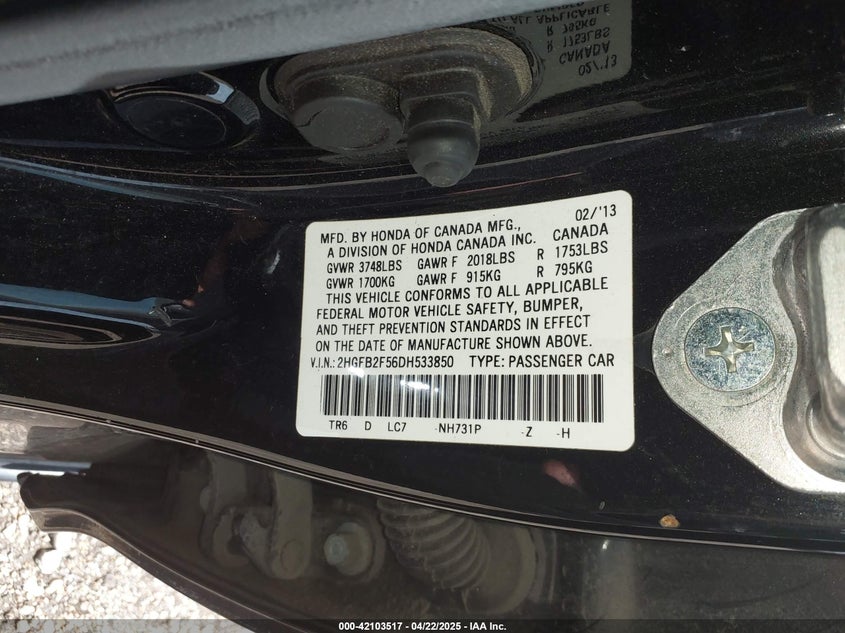 02/'13
MFD. BY HONDA OF CANADA MFG.,
A DIVISION OF HONDA CANADA INC. CANADA
GVWR 3748LBS GAWR F 2018LBS R 1753LBS
GVWR 1700KG GAWR F 915KG R 795KG
THIS VEHICLE CONFORMS TO ALL APPLICABLE
FEDERAL MOTOR VEHICLE SAFETY, BUMPER,
AND THEFT PREVENTION STANDARDS IN EFFECT
ON THE DATE OF MANUFACTURE SHOWN ABOVE.
V.I.N.: 2HGFB2F56DH533850 TYPE: PASSENGER CAR
TR6 D LC7 -NH731P -Z -H
000-42103517 - 04/22/2025 - IAA Inc.